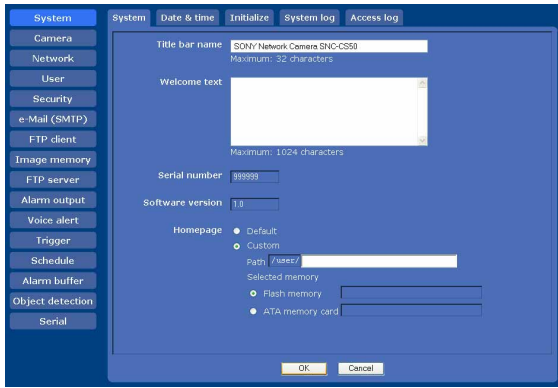 System
Camera
Network
User
Security
e-Mail (SMTP)
FTP client
Image memory
FTP server
Alarm output
Voice alert
Trigger
Schedule
Alarm buffer
Object detection
Serial
System Date & time Initialize System log Access log
Title bar name SONY Network Camera SNC-CS50
Maximum: 32 characters
Welcome text
Maximum: 1024 characters
Serial number 999999
Software version 1.0
Homepage Default
Custom
Path /user/
Selected memory
Flash memory
ATA memory card
OK Cancel